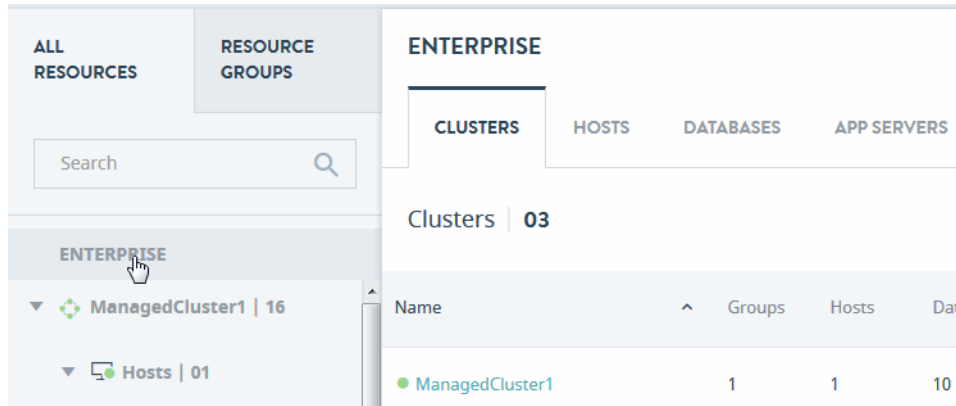 ALL
RESOURCES
RESOURCE
GROUPS
Search
ENTERPRISE
ManagedCluster1 | 16
Hosts | 01
ENTERPRISE
CLUSTERS HOSTS DATABASES APP SERVERS
Clusters | 03
Name Groups Hosts
ManagedCluster1 1 1 10